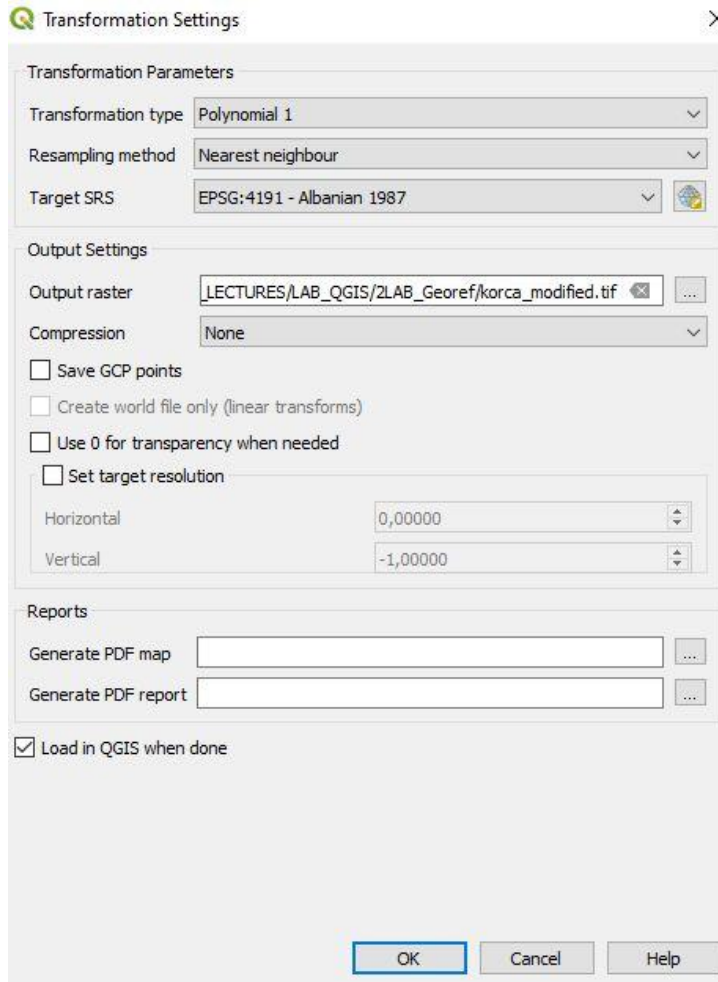 Transformation Settings
Transformation Parameters
Transformation type Polynomial 1
Resampling method Nearest neighbour
Target SRS EPSG:4191 - Albanian 1987
Output Settings
Output raster _LECTURES/LAB_QGIS/2LAB_Georef/korca_modified.tif ...
Compression None
Save GCP points
Create world file only (linear transforms)
Use 0 for transparency when needed
Set target resolution
Horizontal 0,00000
Vertical -1,00000
Reports
Generate PDF map ...
Generate PDF report ...
Load in QGIS when done
OK Cancel Help